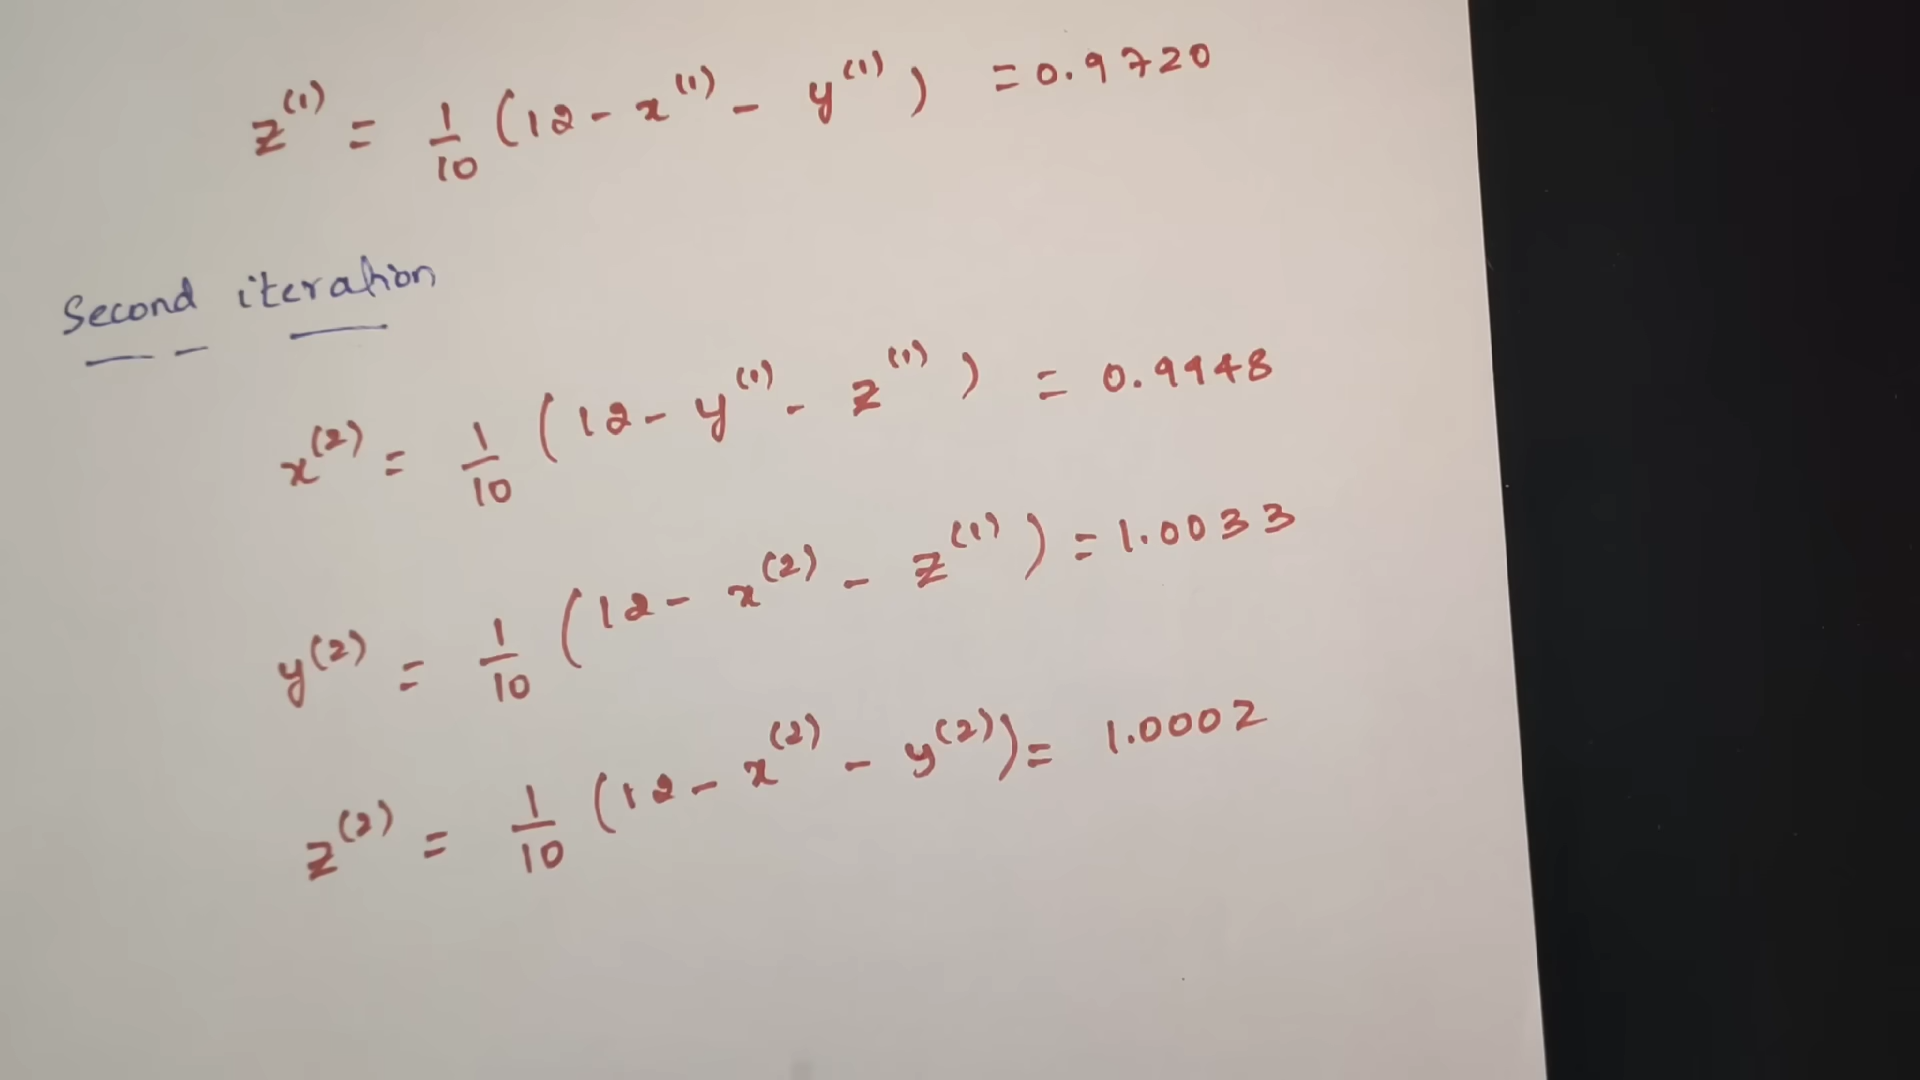 z⁽¹⁾ = 1/10 (12 - x⁽¹⁾ - y⁽¹⁾) = 0.9720
Second iteration
x⁽²⁾ = 1/10 (12 - y⁽¹⁾ - z⁽¹⁾) = 0.9948
y⁽²⁾ = 1/10 (12 - x⁽²⁾ - z⁽¹⁾) = 1.0033
z⁽²⁾ = 1/10 (12 - x⁽²⁾ - y⁽²⁾) = 1.0002